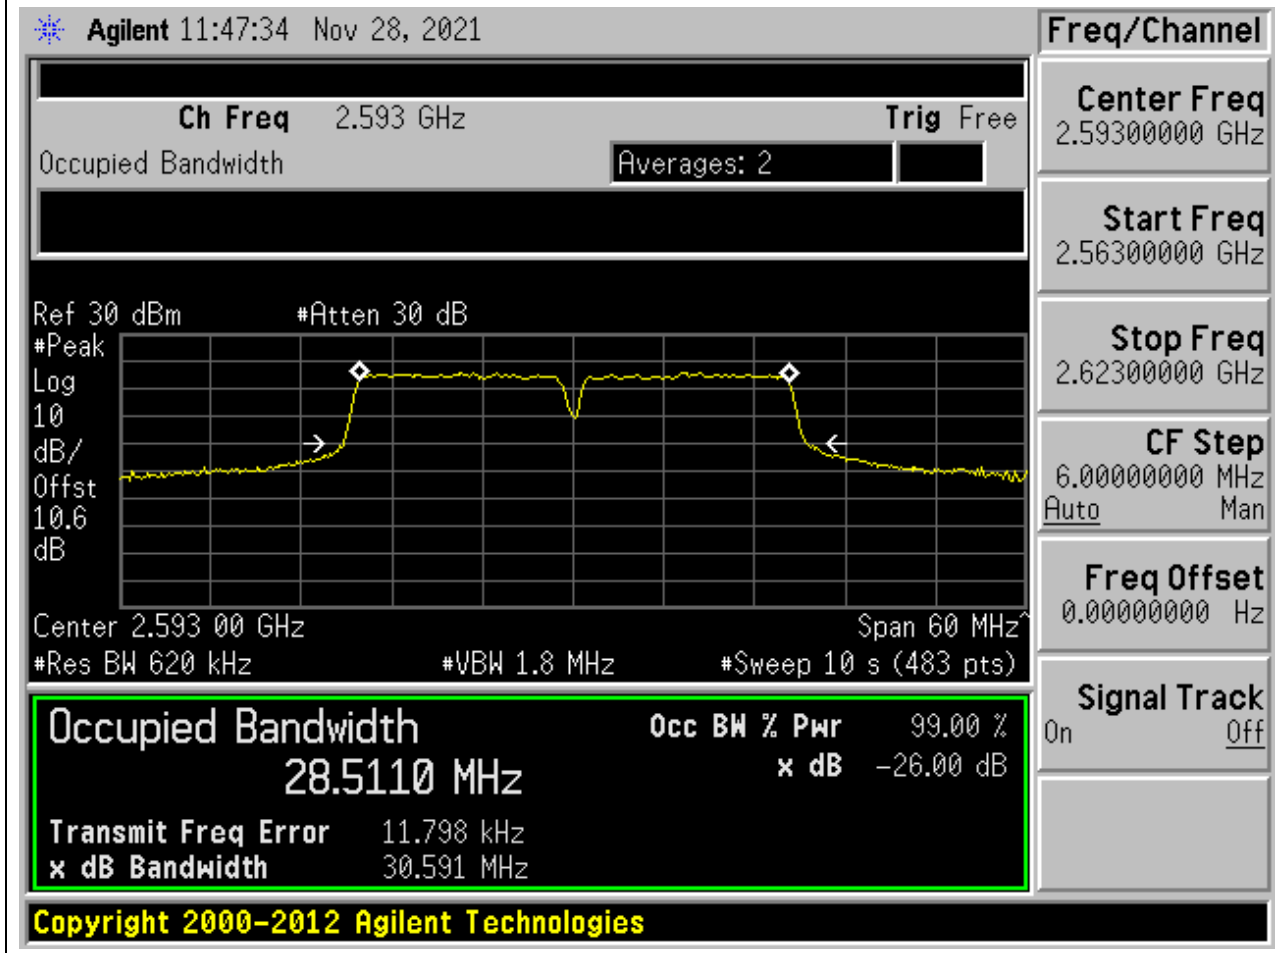 Agilent 11:47:34 Nov 28, 2021
Freq/Channel
Ch Freq 2.593 GHz Trig Free
Occupied Bandwidth Averages: 2
Ref 30 dBm #Atten 30 dB
#Peak
Log
10
dB/
Offst
10.6
dB
Center 2.593 00 GHz Span 60 MHz^
#Res BW 620 kHz #VBW 1.8 MHz #Sweep 10 s (483 pts)
Occupied Bandwidth Occ BW % Pwr 99.00 %
28.5110 MHz x dB -26.00 dB
Transmit Freq Error 11.798 kHz
x dB Bandwidth 30.591 MHz
Center Freq
2.59300000 GHz
Start Freq
2.56300000 GHz
Stop Freq
2.62300000 GHz
CF Step
6.00000000 MHz
Auto Man
Freq Offset
0.00000000 Hz
Signal Track
On Off
Copyright 2000-2012 Agilent Technologies